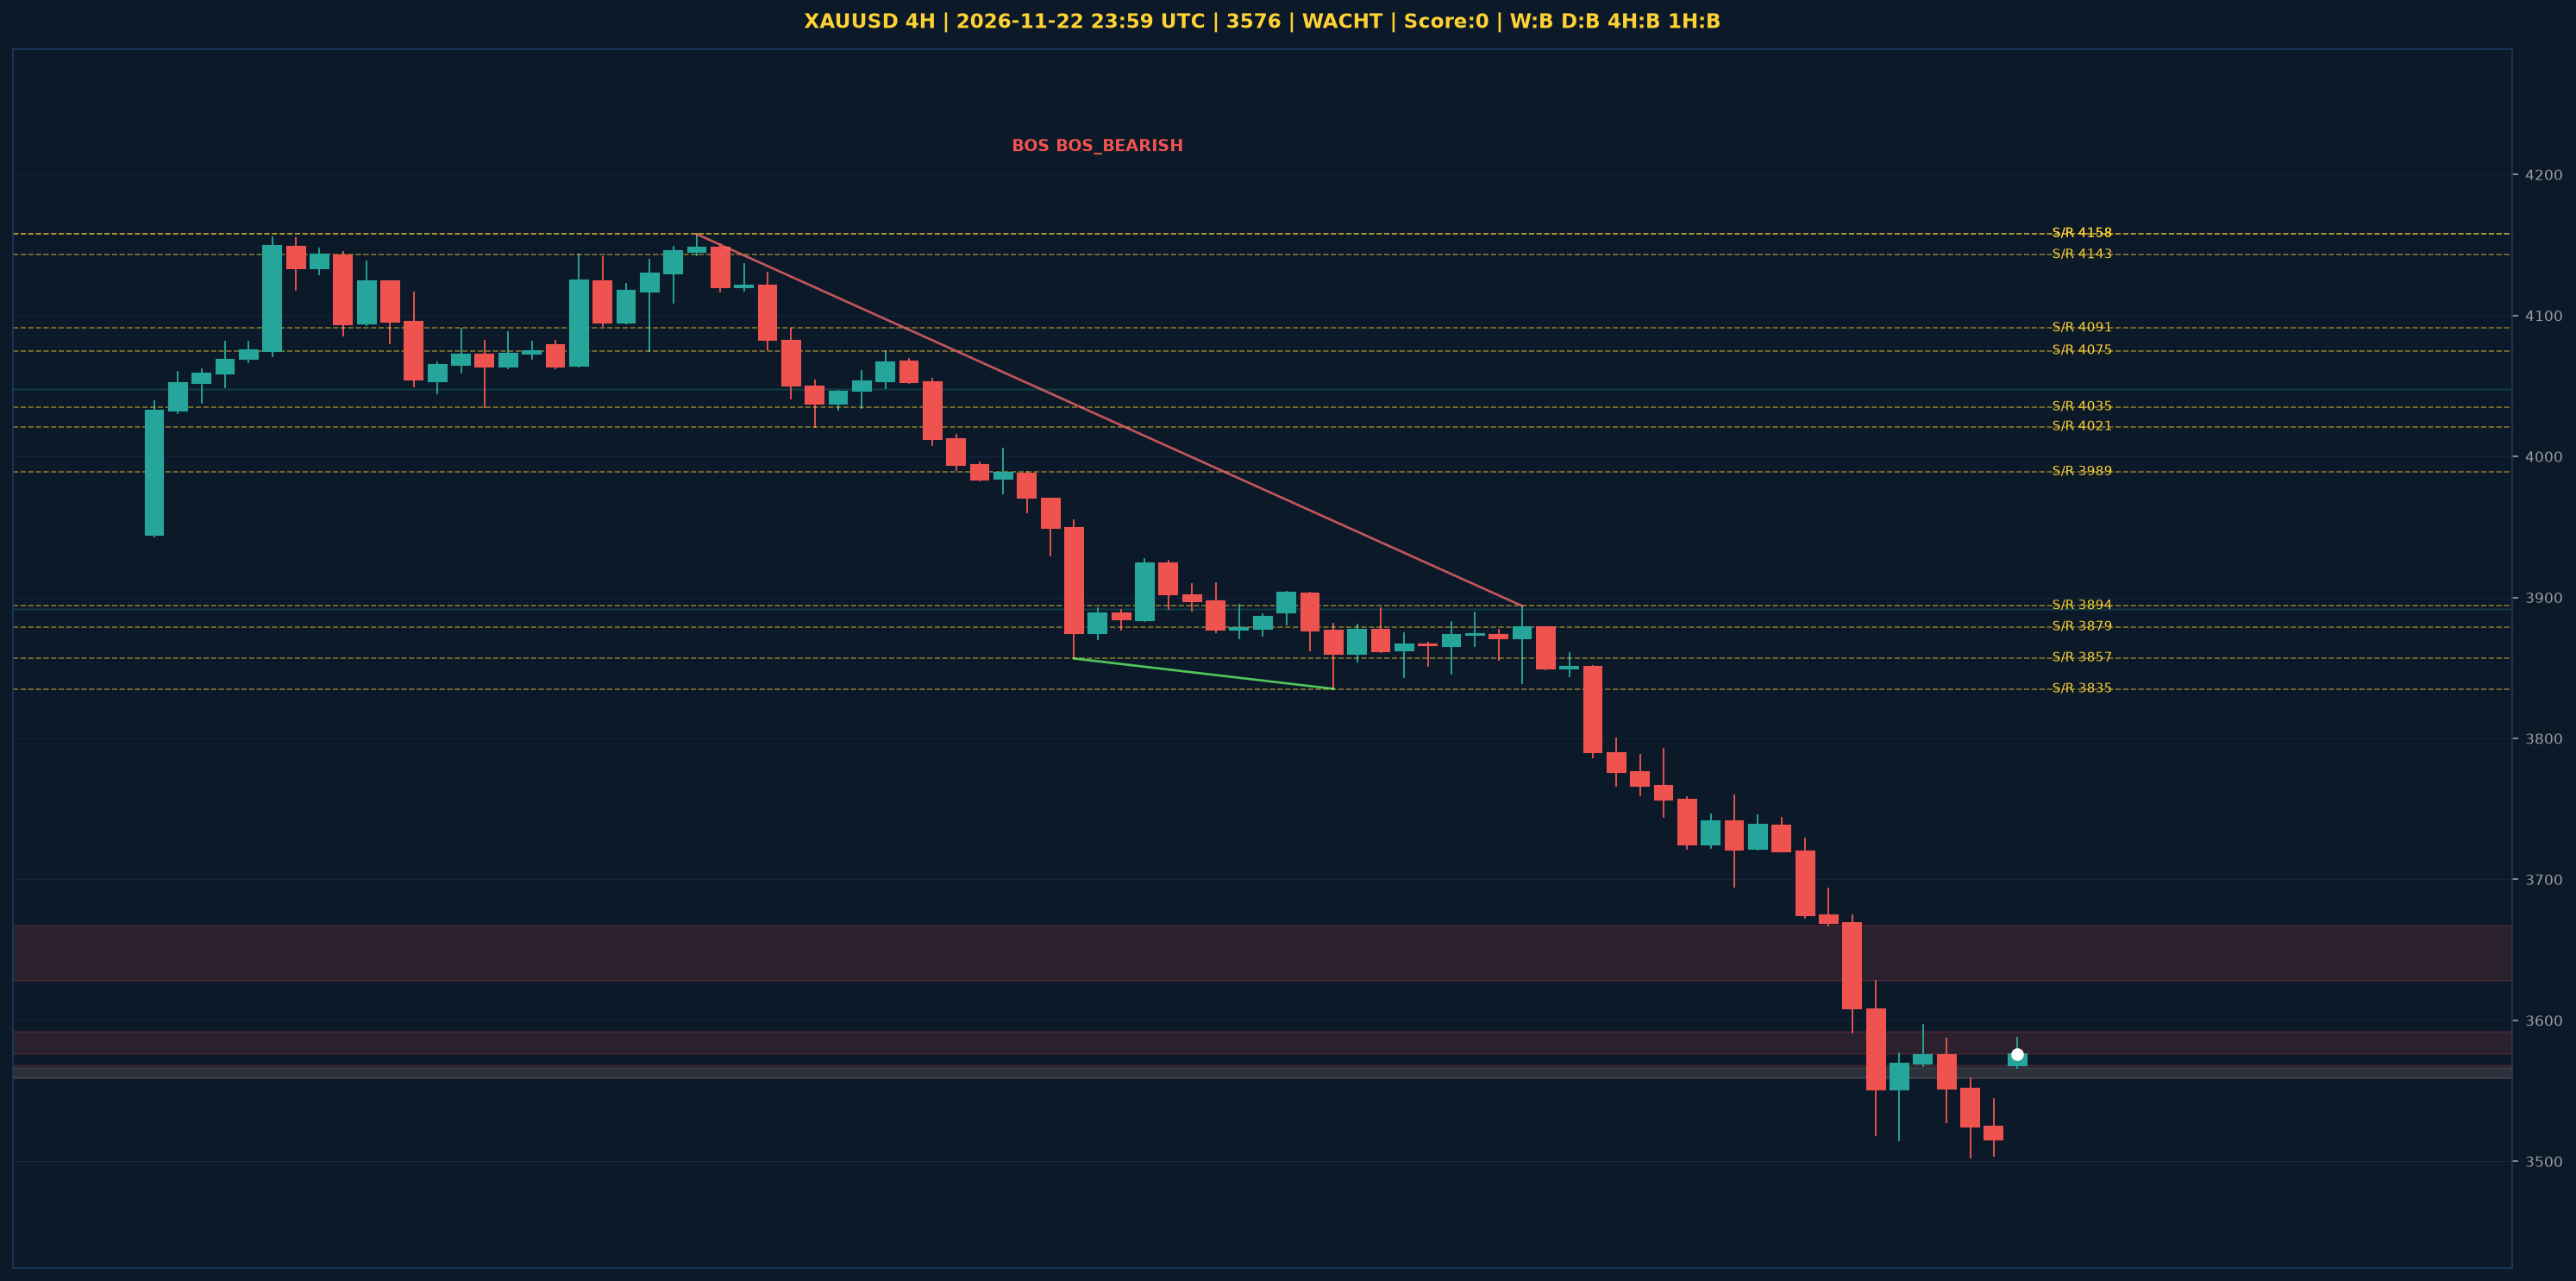 XAUUSD 4H | 2026-11-22 23:59 UTC | 3576 | WACHT | Score:0 | W:B D:B 4H:B 1H:B
BOS BOS_BEARISH
4200
S/R 4158
S/R 4143
4100
S/R 4091
S/R 4075
S/R 4035
S/R 4021
4000
S/R 3989
3900
S/R 3894
S/R 3879
S/R 3857
S/R 3835
3800
3700
3600
3500